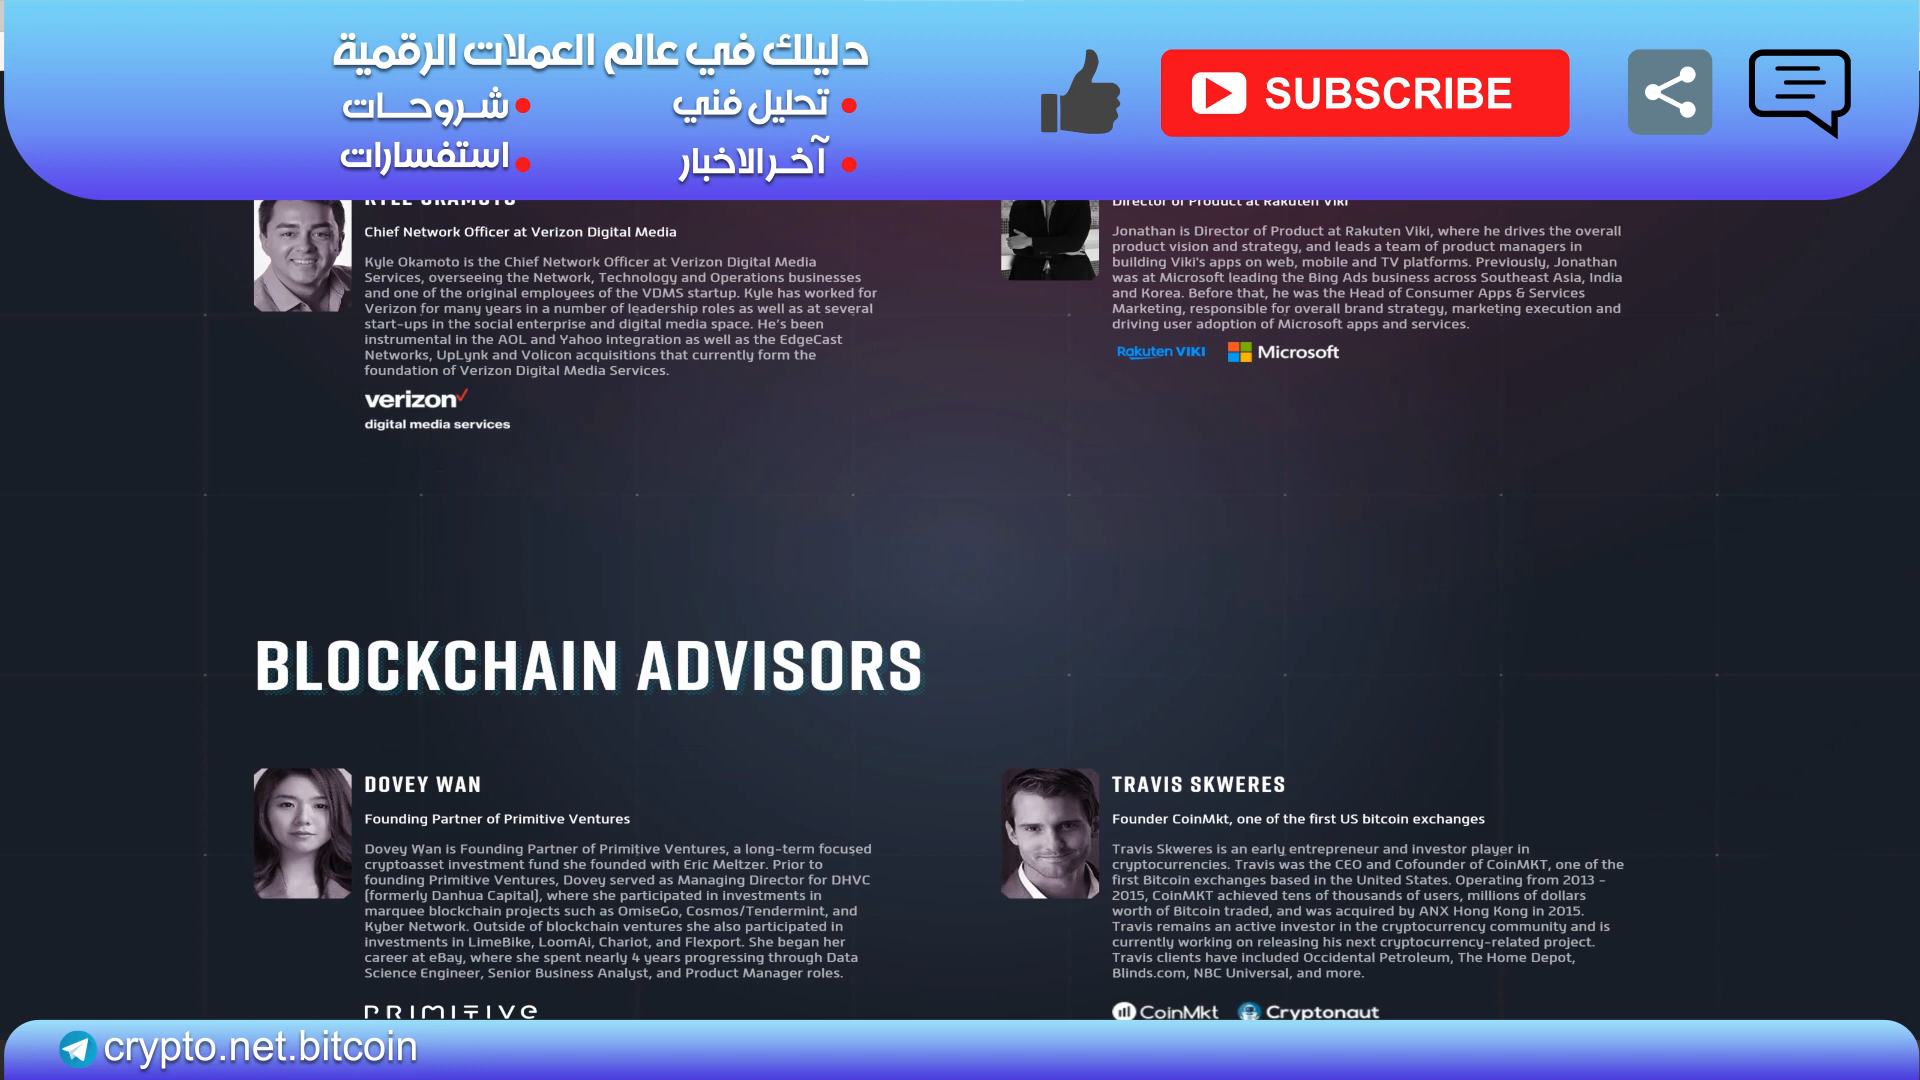 دليلك في عالم العملات الرقمية
تحليل فني
شروحات
آخر الاخبار
استفسارات
SUBSCRIBE
KYLE OKAMOTO
Chief Network Officer at Verizon Digital Media
Kyle Okamoto is the Chief Network Officer at Verizon Digital Media
Services, overseeing the Network, Technology and Operations businesses
and one of the original employees of the VDMS startup. Kyle has worked for
Verizon for many years in a number of leadership roles as well as at several
start-ups in the social enterprise and digital media space. He's been
instrumental in the AOL and Yahoo integration as well as the EdgeCast
Networks, UpLynk and Volicon acquisitions that currently form the
foundation of Verizon Digital Media Services.
verizon
digital media services
Director of Product at Rakuten Viki
Jonathan is Director of Product at Rakuten Viki, where he drives the overall
product vision and strategy, and leads a team of product managers in
building Viki's apps on web, mobile and TV platforms. Previously, Jonathan
was at Microsoft leading the Bing Ads business across Southeast Asia, India
and Korea. Before that, he was the Head of Consumer Apps & Services
Marketing, responsible for overall brand strategy, marketing execution and
driving user adoption of Microsoft apps and services.
Rakuten VIKI Microsoft
BLOCKCHAIN ADVISORS
DOVEY WAN
Founding Partner of Primitive Ventures
Dovey Wan is Founding Partner of Primitive Ventures, a long-term focused
cryptoasset investment fund she founded with Eric Meltzer. Prior to
founding Primitive Ventures, Dovey served as Managing Director for DHVC
(formerly Danhua Capital), where she participated in investments in
marquee blockchain projects such as OmiseGo, Cosmos/Tendermint, and
Kyber Network. Outside of blockchain ventures she also participated in
investments in LimeBike, LoomAi, Chariot, and Flexport. She began her
career at eBay, where she spent nearly 4 years progressing through Data
Science Engineer, Senior Business Analyst, and Product Manager roles.
PRIMITIVE
TRAVIS SKWERES
Founder CoinMkt, one of the first US bitcoin exchanges
Travis Skweres is an early entrepreneur and investor player in
cryptocurrencies. Travis was the CEO and Cofounder of CoinMKT, one of the
first Bitcoin exchanges based in the United States. Operating from 2013 -
2015, CoinMKT achieved tens of thousands of users, millions of dollars
worth of Bitcoin traded, and was acquired by ANX Hong Kong in 2015.
Travis remains an active investor in the cryptocurrency community and is
currently working on releasing his next cryptocurrency-related project.
Travis clients have included Occidental Petroleum, The Home Depot,
Blinds.com, NBC Universal, and more.
CoinMkt Cryptonaut
crypto.net.bitcoin